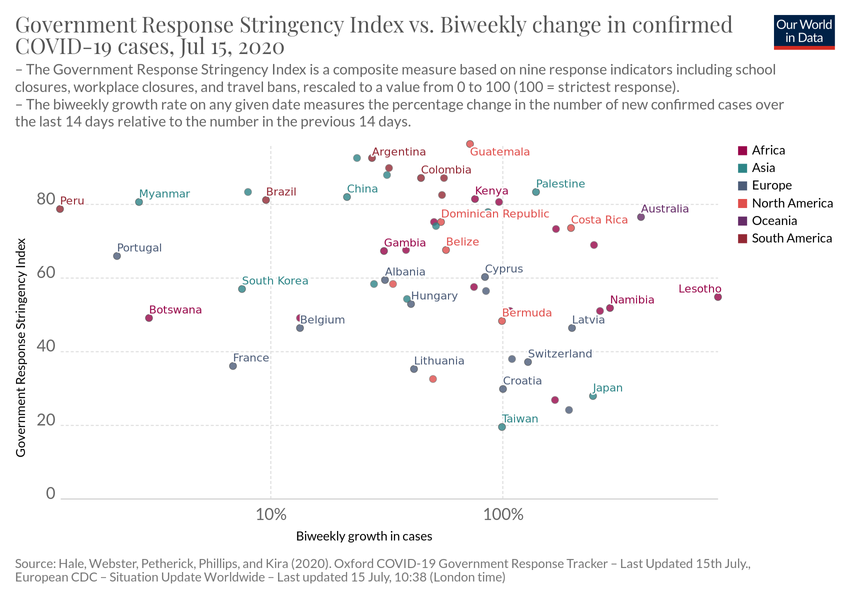 Government Response Stringency Index vs. Biweekly change in confirmed
COVID-19 cases, Jul 15, 2020
Our World
in Data
– The Government Response Stringency Index is a composite measure based on nine response indicators including school
closures, workplace closures, and travel bans, rescaled to a value from 0 to 100 (100 = strictest response).
– The biweekly growth rate on any given date measures the percentage change in the number of new confirmed cases over
the last 14 days relative to the number in the previous 14 days.
Argentina
Guatemala
Colombia
Peru
Myanmar
Brazil
China
Kenya
Palestine
Australia
Dominican Republic
Costa Rica
Portugal
Gambia
Belize
South Korea
Albania
Cyprus
Hungary
Lesotho
Namibia
Botswana
Belgium
Bermuda
Latvia
France
Lithuania
Switzerland
Croatia
Japan
Taiwan
80
60
40
20
0
10%
100%
Government Response Stringency Index
Biweekly growth in cases
Africa
Asia
Europe
North America
Oceania
South America
Source: Hale, Webster, Petherick, Phillips, and Kira (2020). Oxford COVID-19 Government Response Tracker – Last Updated 15th July.,
European CDC – Situation Update Worldwide – Last updated 15 July, 10:38 (London time)